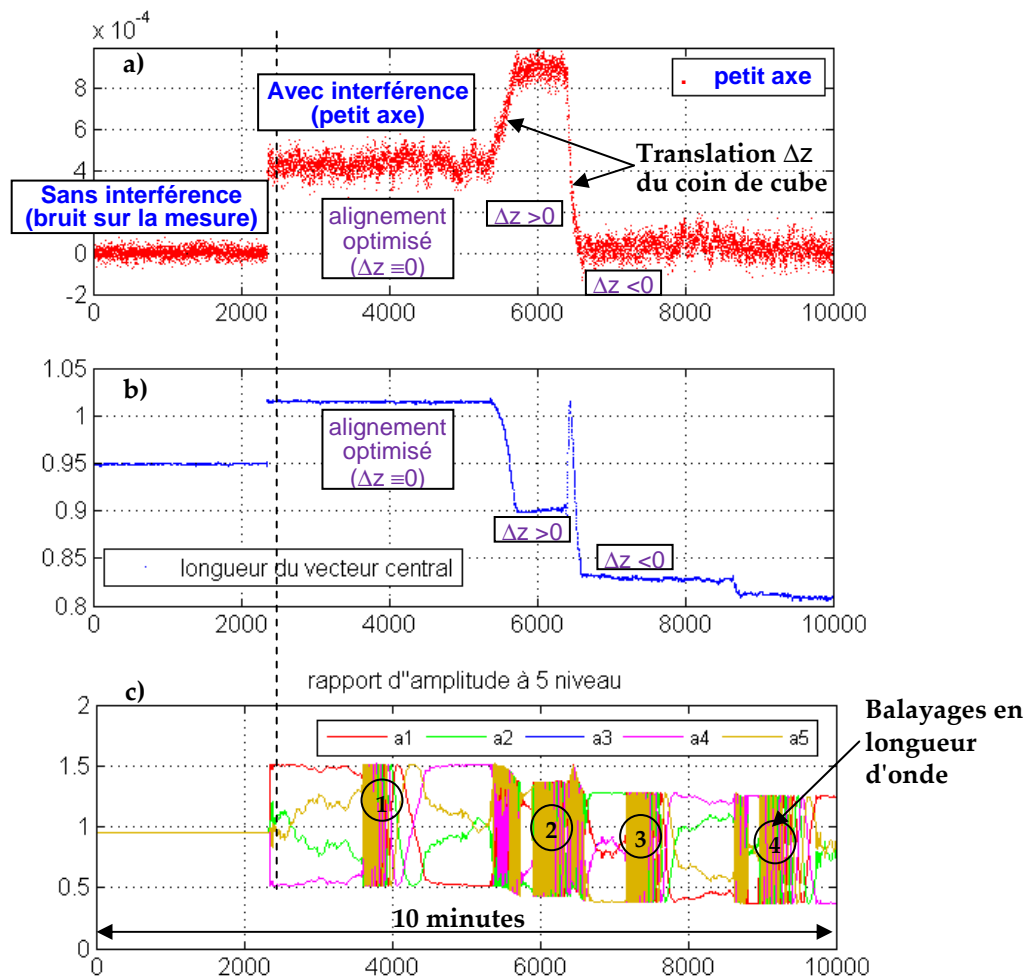 × 10⁻⁴
a)
8
6
4
2
0
-2
Avec interférence
(petit axe)
. petit axe
Translation Δz
du coin de cube
Sans interférence
(bruit sur la mesure)
alignement
optimisé
(Δz ≡0)
Δz >0
Δz <0
0 2000 4000 6000 8000 10000
b)
1.05
1
0.95
0.9
0.85
0.8
alignement
optimisé
(Δz ≡0)
Δz >0
Δz <0
longueur du vecteur central
0 2000 4000 6000 8000 10000
rapport d"amplitude à 5 niveau
c)
2
1.5
1
0.5
0
a1 a2 a3 a4 a5
Balayages en
longueur
d'onde
1
2
3
4
10 minutes
0 2000 4000 6000 8000 10000